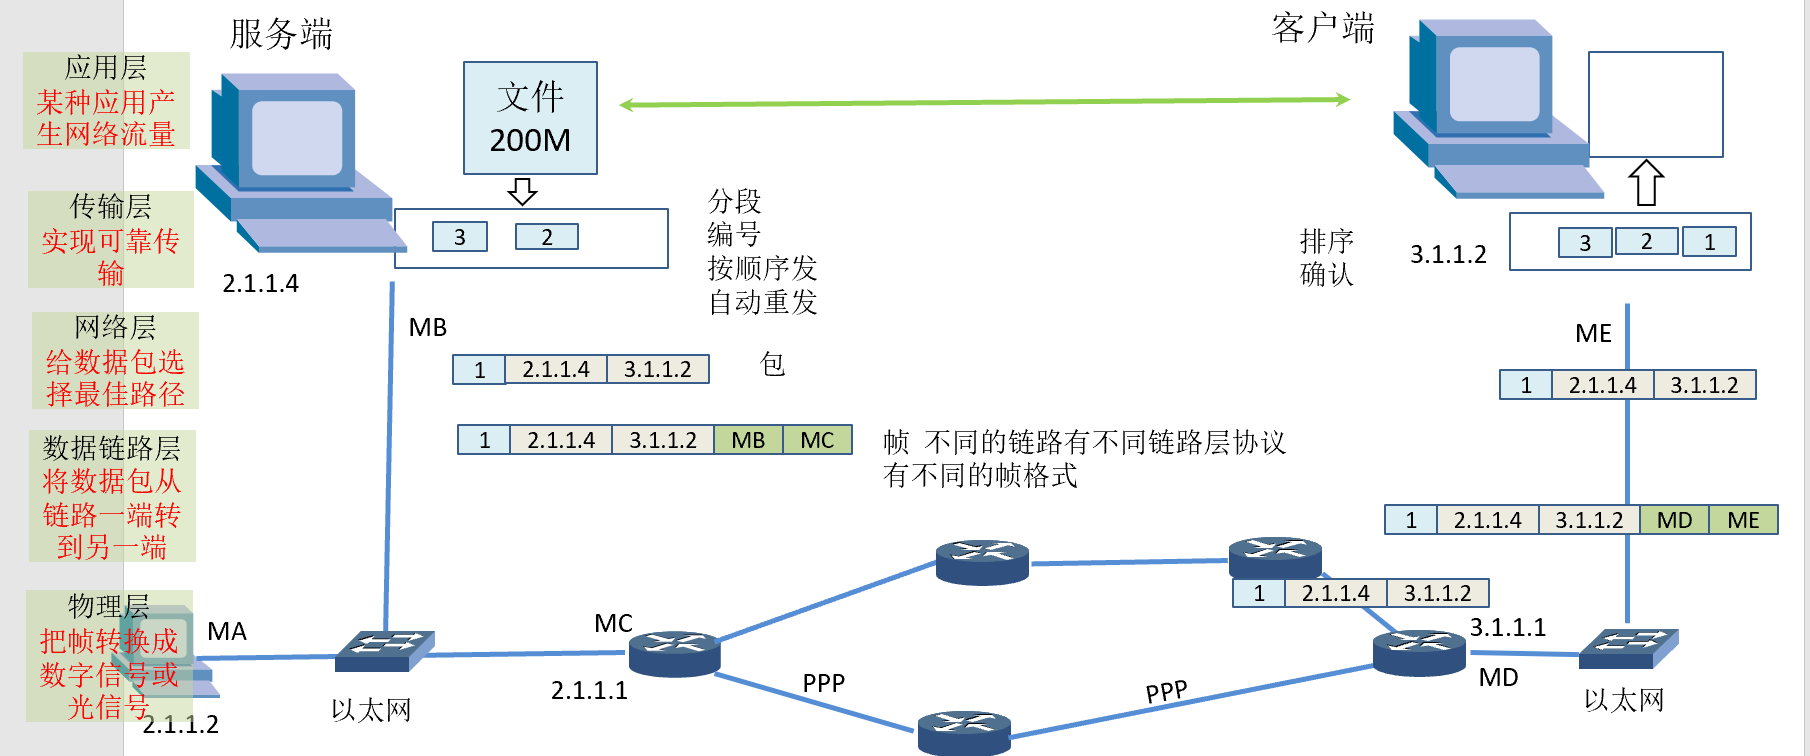 服务端
客户端
应用层
某种应用产
生网络流量
文件
200M
传输层
实现可靠传
输
3 2
分段
编号
按顺序发
自动重发
2.1.1.4
排序
确认
3.1.1.2
3 2 1
网络层
给数据包选
择最佳路径
MB
1 2.1.1.4 3.1.1.2
包
ME
1 2.1.1.4 3.1.1.2
数据链路层
将数据包从
链路一端转
到另一端
1 2.1.1.4 3.1.1.2 MB MC
帧 不同的链路有不同链路层协议
有不同的帧格式
1 2.1.1.4 3.1.1.2 MD ME
1 2.1.1.4 3.1.1.2
物理层
把帧转换成
数字信号或
光信号
MA
2.1.1.2
以太网
MC
2.1.1.1
PPP
PPP
3.1.1.1
MD
以太网